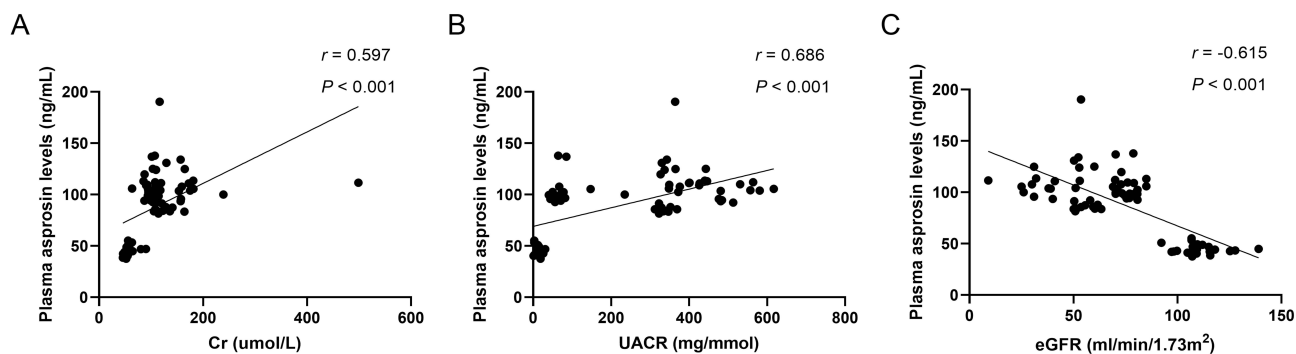 A
r = 0.597
P < 0.001
Plasma asprosin levels (ng/mL)
200
150
100
50
0
0 200 400 600
Cr (umol/L)
B
r = 0.686
P < 0.001
Plasma asprosin levels (ng/mL)
200
150
100
50
0
0 200 400 600 800
UACR (mg/mmol)
C
r = -0.615
P < 0.001
Plasma asprosin levels (ng/mL)
200
150
100
50
0
0 50 100 150
eGFR (ml/min/1.73m²)